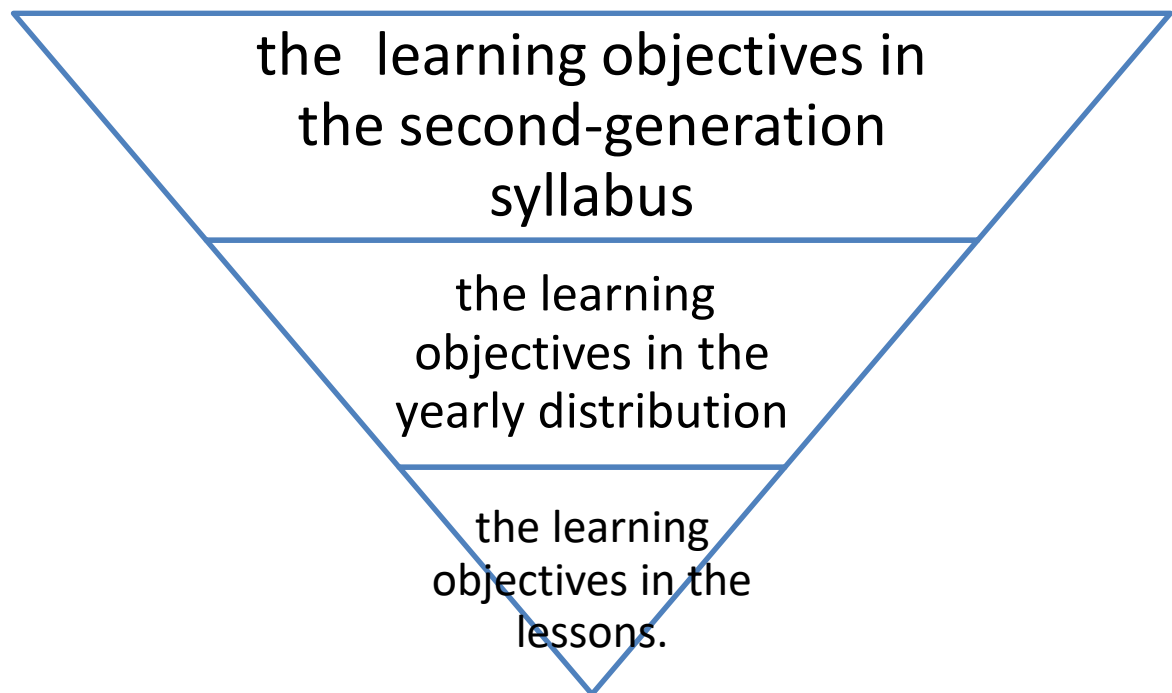 the  learning objectives in
the second-generation
syllabus
the learning
objectives in the
yearly distribution
the learning
objectives in the
lessons.